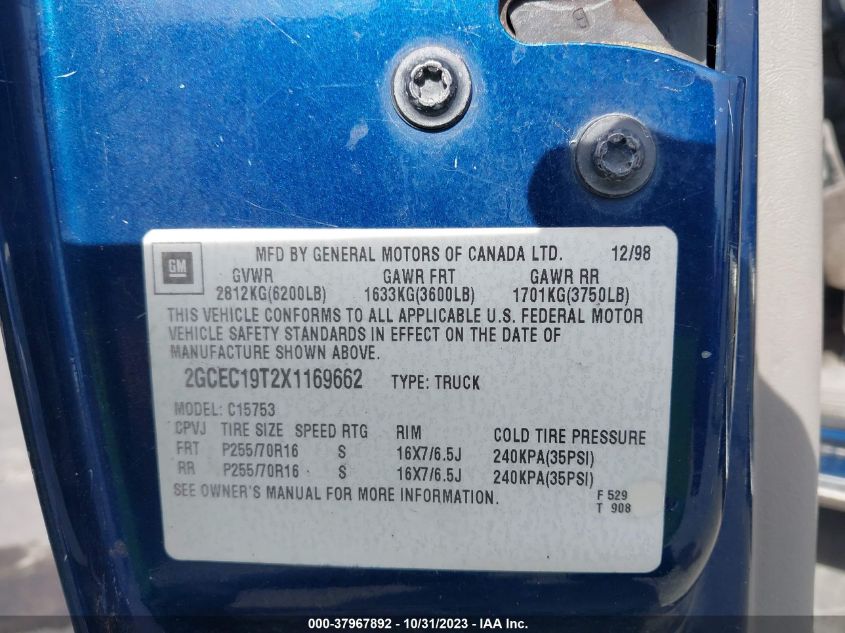 GM
MFD BY GENERAL MOTORS OF CANADA LTD. 12/98
GVWR GAWR FRT GAWR RR
2812KG(6200LB) 1633KG(3600LB) 1701KG(3750LB)
THIS VEHICLE CONFORMS TO ALL APPLICABLE U.S. FEDERAL MOTOR
VEHICLE SAFETY STANDARDS IN EFFECT ON THE DATE OF
MANUFACTURE SHOWN ABOVE.
2GCEC19T2X1169662 TYPE: TRUCK
MODEL: C15753
CPVJ TIRE SIZE SPEED RTG RIM COLD TIRE PRESSURE
FRT P255/70R16 S 16X7/6.5J 240KPA(35PSI)
RR P255/70R16 S 16X7/6.5J 240KPA(35PSI)
SEE OWNER'S MANUAL FOR MORE INFORMATION.
F 529
T 908
000-37967892 - 10/31/2023 - IAA Inc.